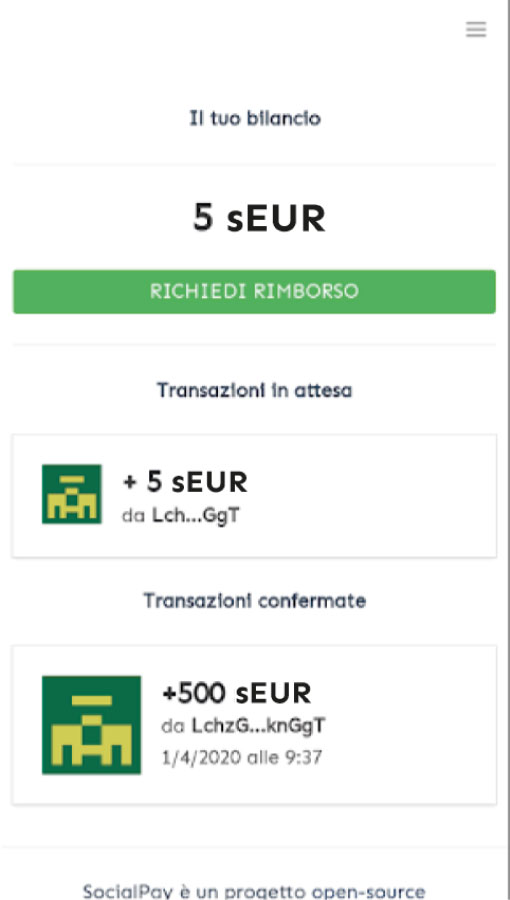 Il tuo bilancio
5 sEUR
RICHIEDI RIMBORSO
Transazioni in attesa
+ 5 sEUR
da Lch...GgT
Transazioni confermate
+500 sEUR
da LchzG...knGgT
1/4/2020 alle 9:37
SocialPay è un progetto open-source